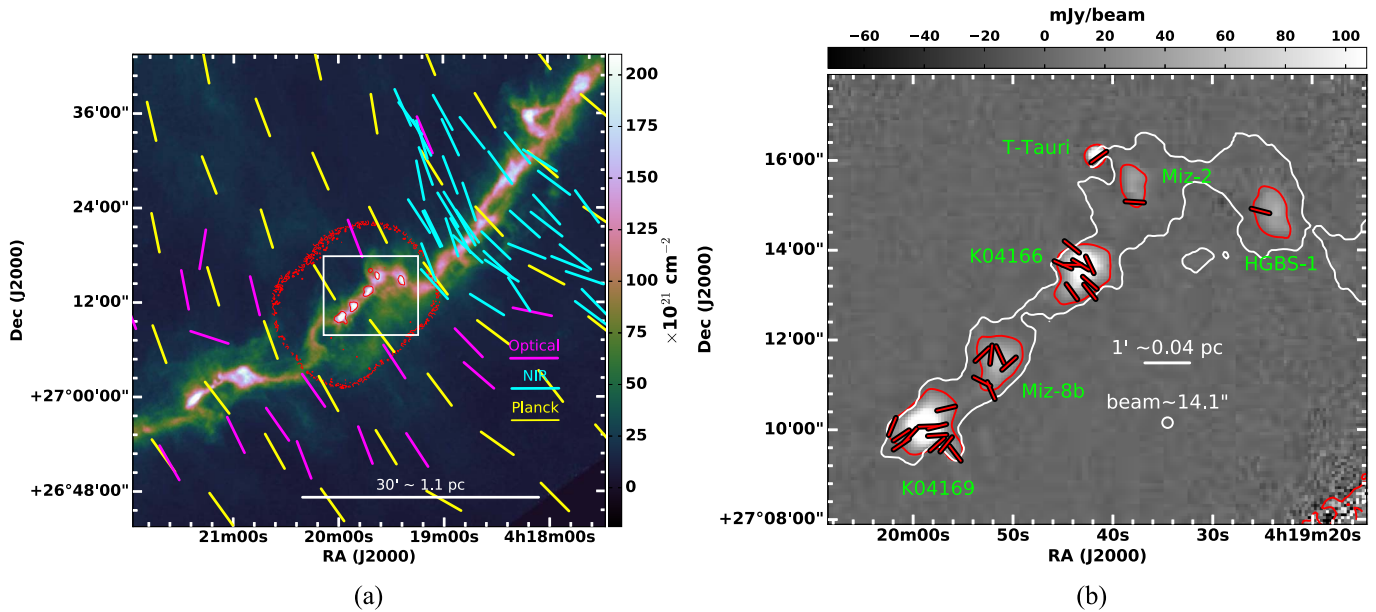 36'00"
24'00"
12'00"
+27°00'00"
+26°48'00"
Dec (J2000)
21m00s 20m00s 19m00s 4h18m00s
RA (J2000)
Optical
NIR
Planck
30' ~ 1.1 pc
200
175
150
125
100
75
50
25
0
×10²¹ cm⁻²
(a)
mJy/beam
−60 −40 −20 0 20 40 60 80 100
16'00"
14'00"
12'00"
10'00"
+27°08'00"
Dec (J2000)
T-Tauri
Miz-2
K04166
HGBS-1
1' ~0.04 pc
Miz-8b
beam~14.1"
K04169
20m00s 50s 40s 30s 4h19m20s
RA (J2000)
(b)